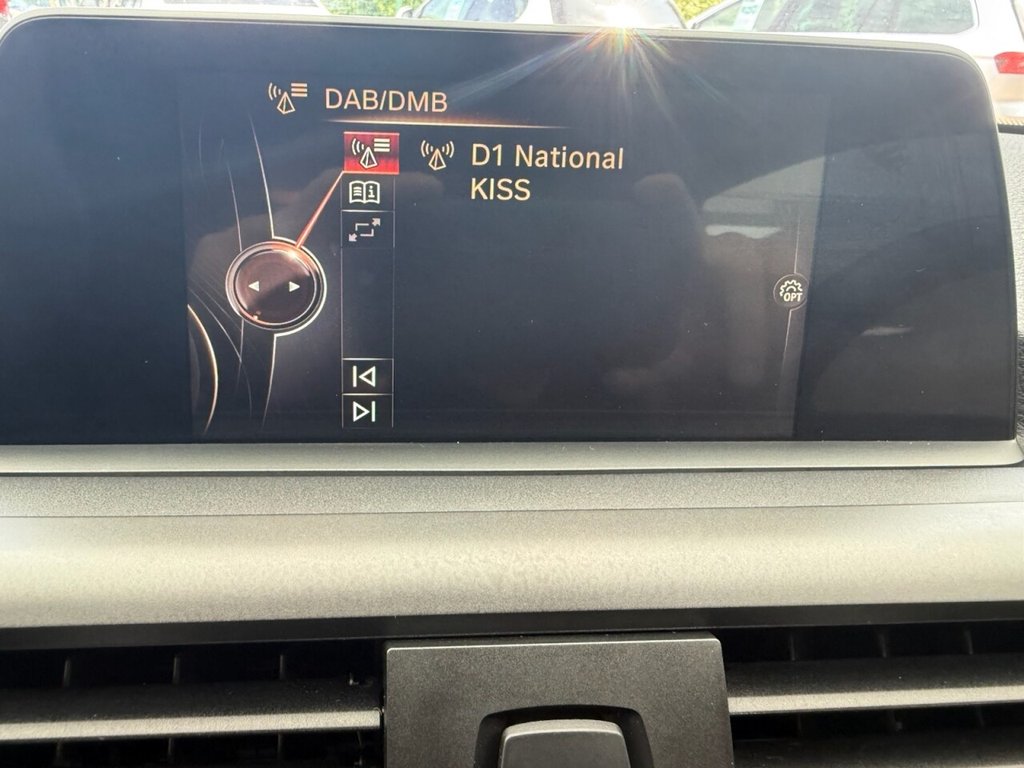 DAB/DMB
D1 National
KISS
OPT